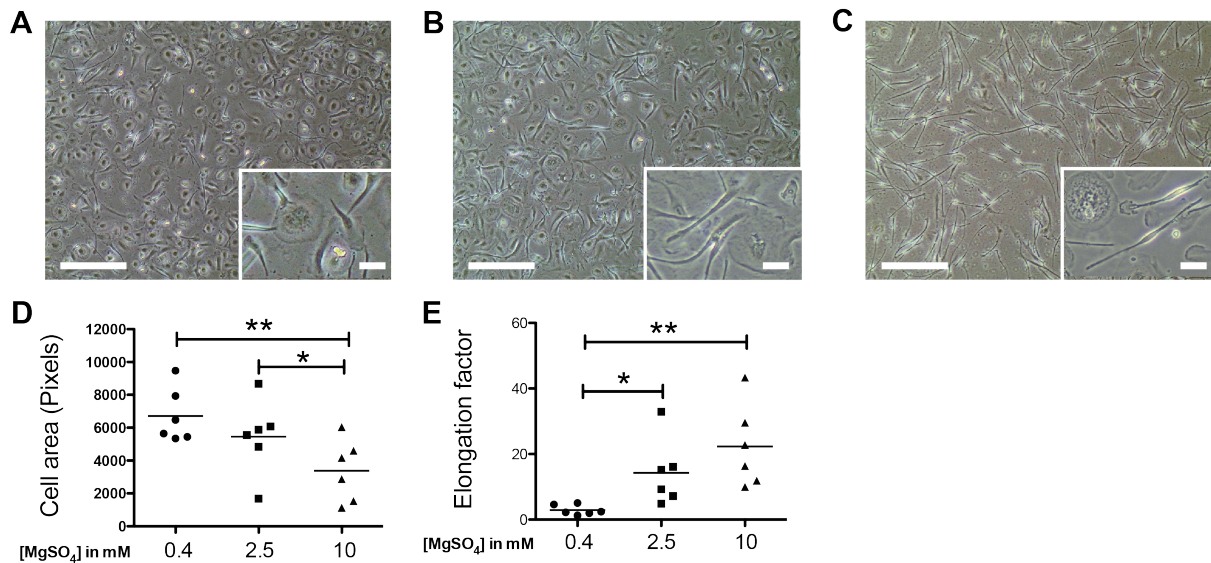 A
B
C
D
Cell area (Pixels)
12000
10000
8000
6000
4000
2000
0
**
*
[MgSO₄] in mM
0.4
2.5
10
E
Elongation factor
60
40
20
0
**
*
[MgSO₄] in mM
0.4
2.5
10